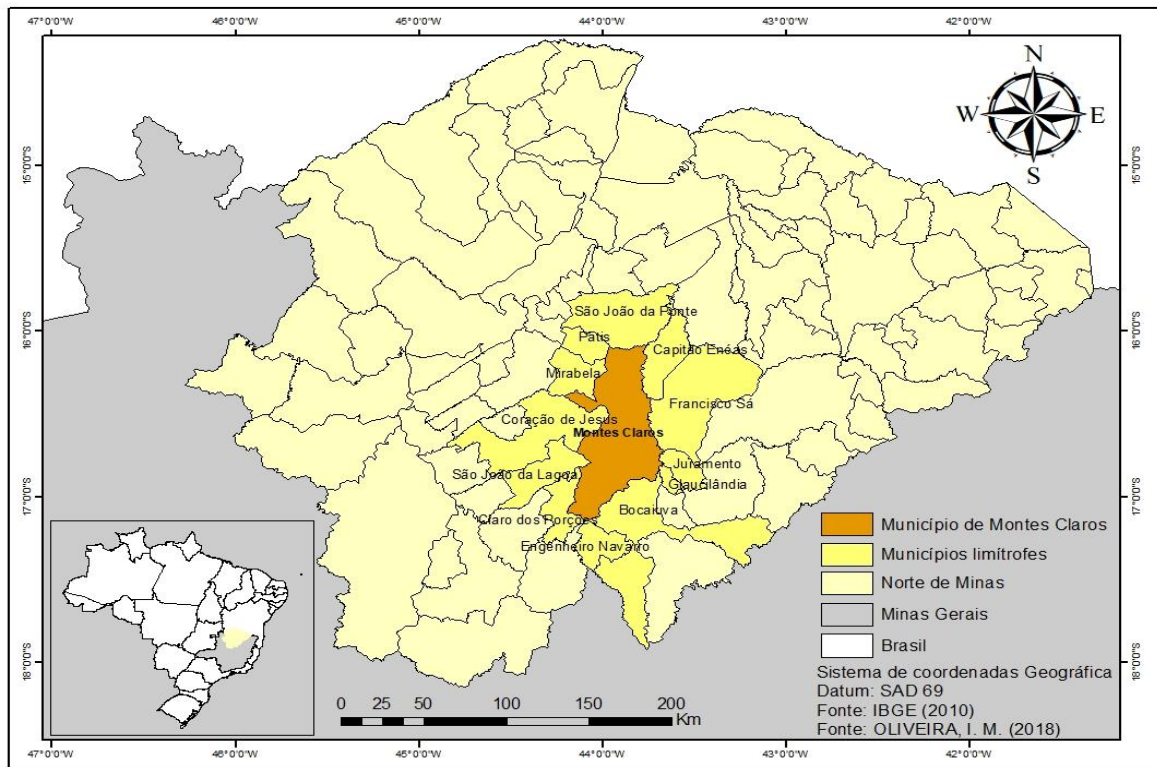 47°0'0"W 46°0'0"W 45°0'0"W 44°0'0"W 43°0'0"W 42°0'0"W
N
W E
S
15°0'0"S 15°0'0"S
São João da Ponte
16°0'0"S 16°0'0"S
Patis
Capitão Enéas
Mirabela
Francisco Sá
Coração de Jesus
Montes Claros
Juramento
São João da Lagoa
Glaucilândia
17°0'0"S 17°0'0"S
Bocaiuva
Claro dos Porções
Engenheiro Navarro
Município de Montes Claros
Municípios limítrofes
Norte de Minas
Minas Gerais
Brasil
18°0'0"S 18°0'0"S
Sistema de coordenadas Geográfica
Datum: SAD 69
Fonte: IBGE (2010)
Fonte: OLIVEIRA, I. M. (2018)
0 25 50 100 150 200
Km
47°0'0"W 46°0'0"W 45°0'0"W 44°0'0"W 43°0'0"W 42°0'0"W